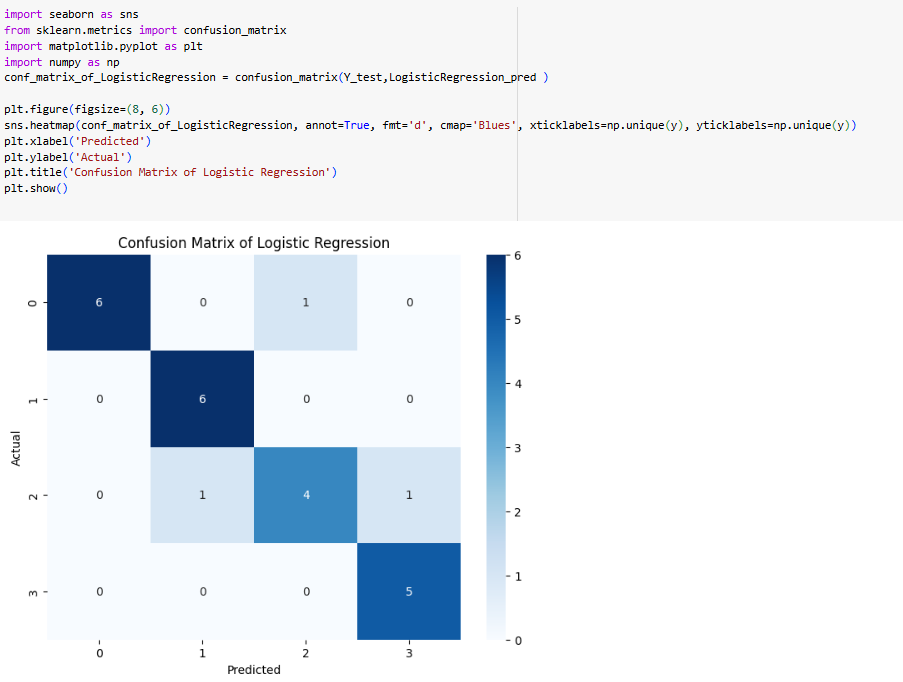 import seaborn as sns
from sklearn.metrics import confusion_matrix
import matplotlib.pyplot as plt
import numpy as np
conf_matrix_of_LogisticRegression = confusion_matrix(Y_test,LogisticRegression_pred )
plt.figure(figsize=(8, 6))
sns.heatmap(conf_matrix_of_LogisticRegression, annot=True, fmt='d', cmap='Blues', xticklabels=np.unique(y), yticklabels=np.unique(y))
plt.xlabel('Predicted')
plt.ylabel('Actual')
plt.title('Confusion Matrix of Logistic Regression')
plt.show()
Confusion Matrix of Logistic Regression
0 6 0 1 0
1 0 6 0 0
2 0 1 4 1
3 0 0 0 5
Actual
0 1 2 3
Predicted
6
5
4
3
2
1
0